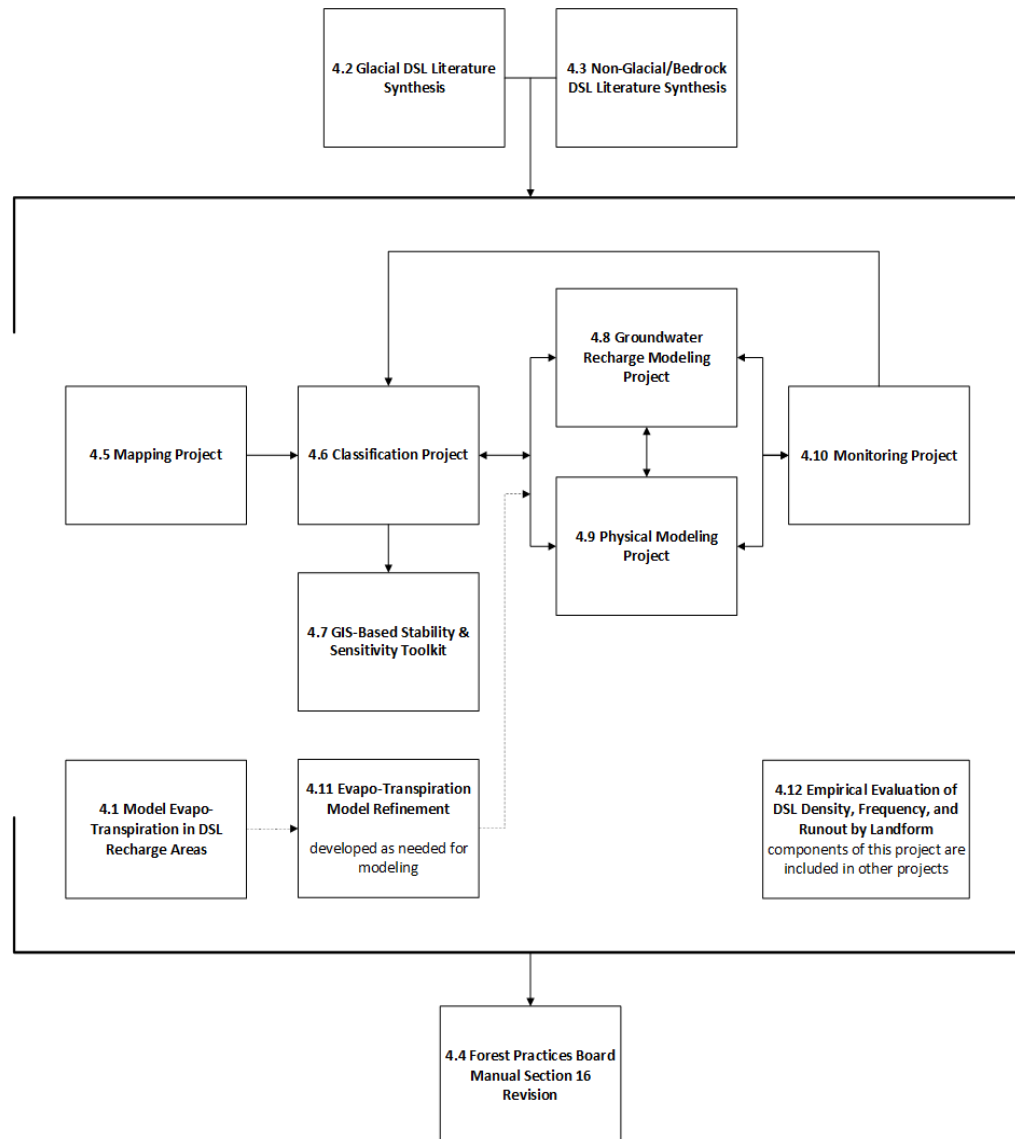 4.2 Glacial DSL Literature
Synthesis
4.3 Non-Glacial/Bedrock
DSL Literature Synthesis
4.8 Groundwater
Recharge Modeling
Project
4.5 Mapping Project
4.6 Classification Project
4.10 Monitoring Project
4.9 Physical Modeling
Project
4.7 GIS-Based Stability &
Sensitivity Toolkit
4.1 Model Evapo-
Transpiration in DSL
Recharge Areas
4.11 Evapo-Transpiration
Model Refinement
developed as needed for
modeling
4.12 Empirical Evaluation of
DSL Density, Frequency, and
Runout by Landform
components of this project are
included in other projects
4.4 Forest Practices Board
Manual Section 16
Revision